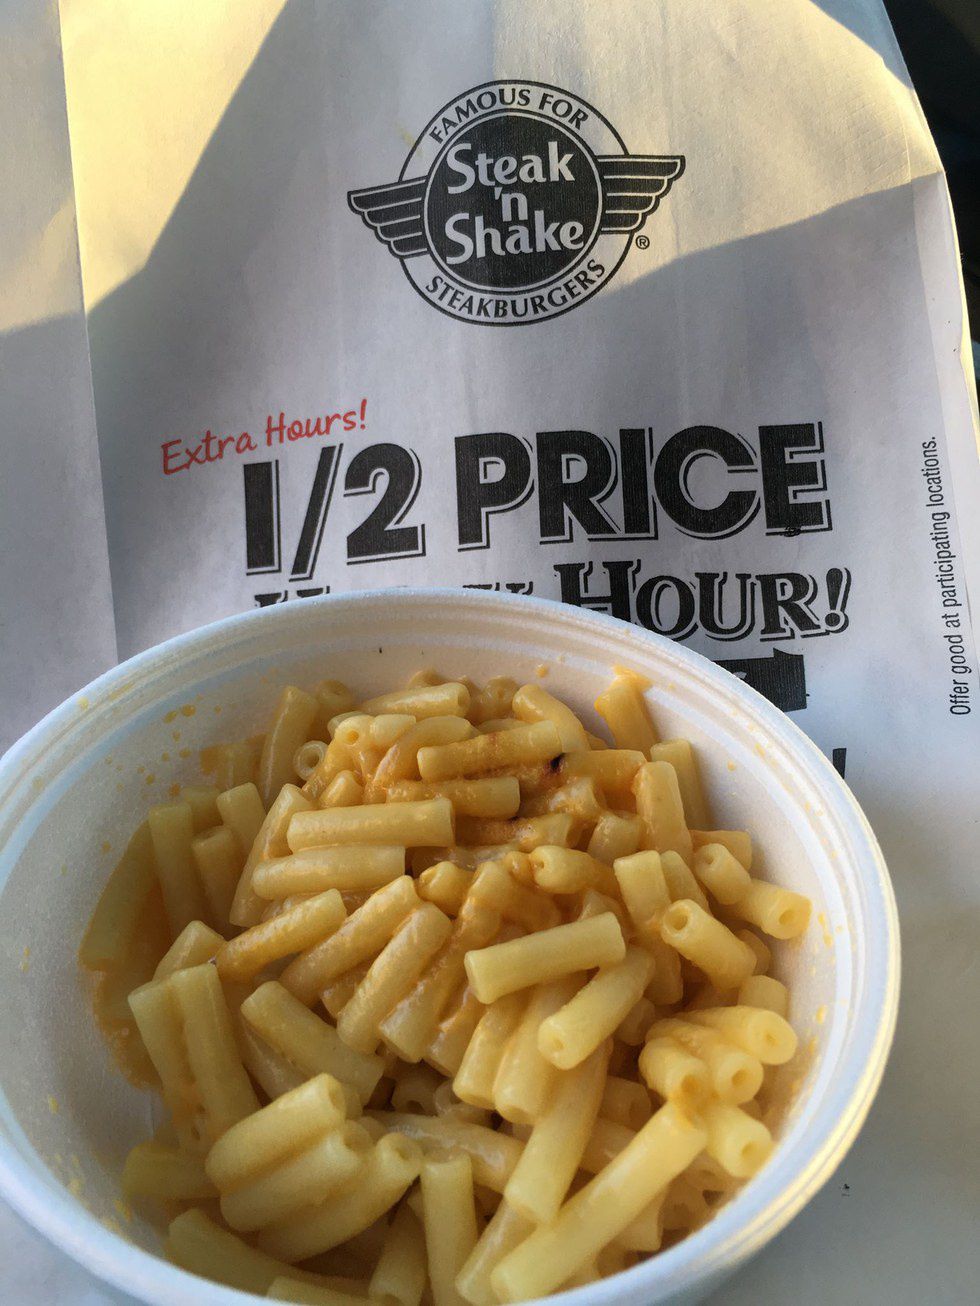 FAMOUS FOR
Steak
'n
Shake
®
STEAKBURGERS
Extra Hours!
1/2 PRICE
HOUR!
Offer good at participating locations.